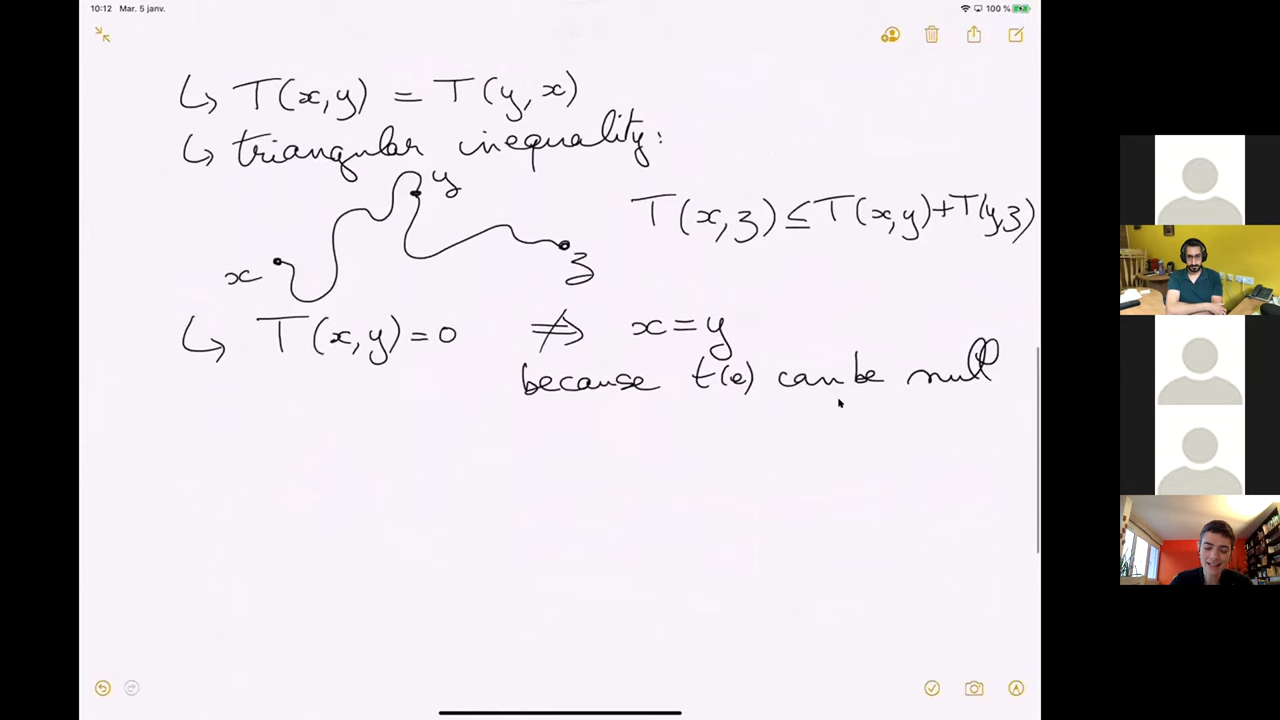 10:12 Mar. 5 janv.
100 %
↳ T(x,y) = T(y,x)
↳ triangular inequality:
y
T(x,z) ≤ T(x,y)+T(y,z)
x
z
↳ T(x,y)=0 ⇏ x=y
because t(e) can be null